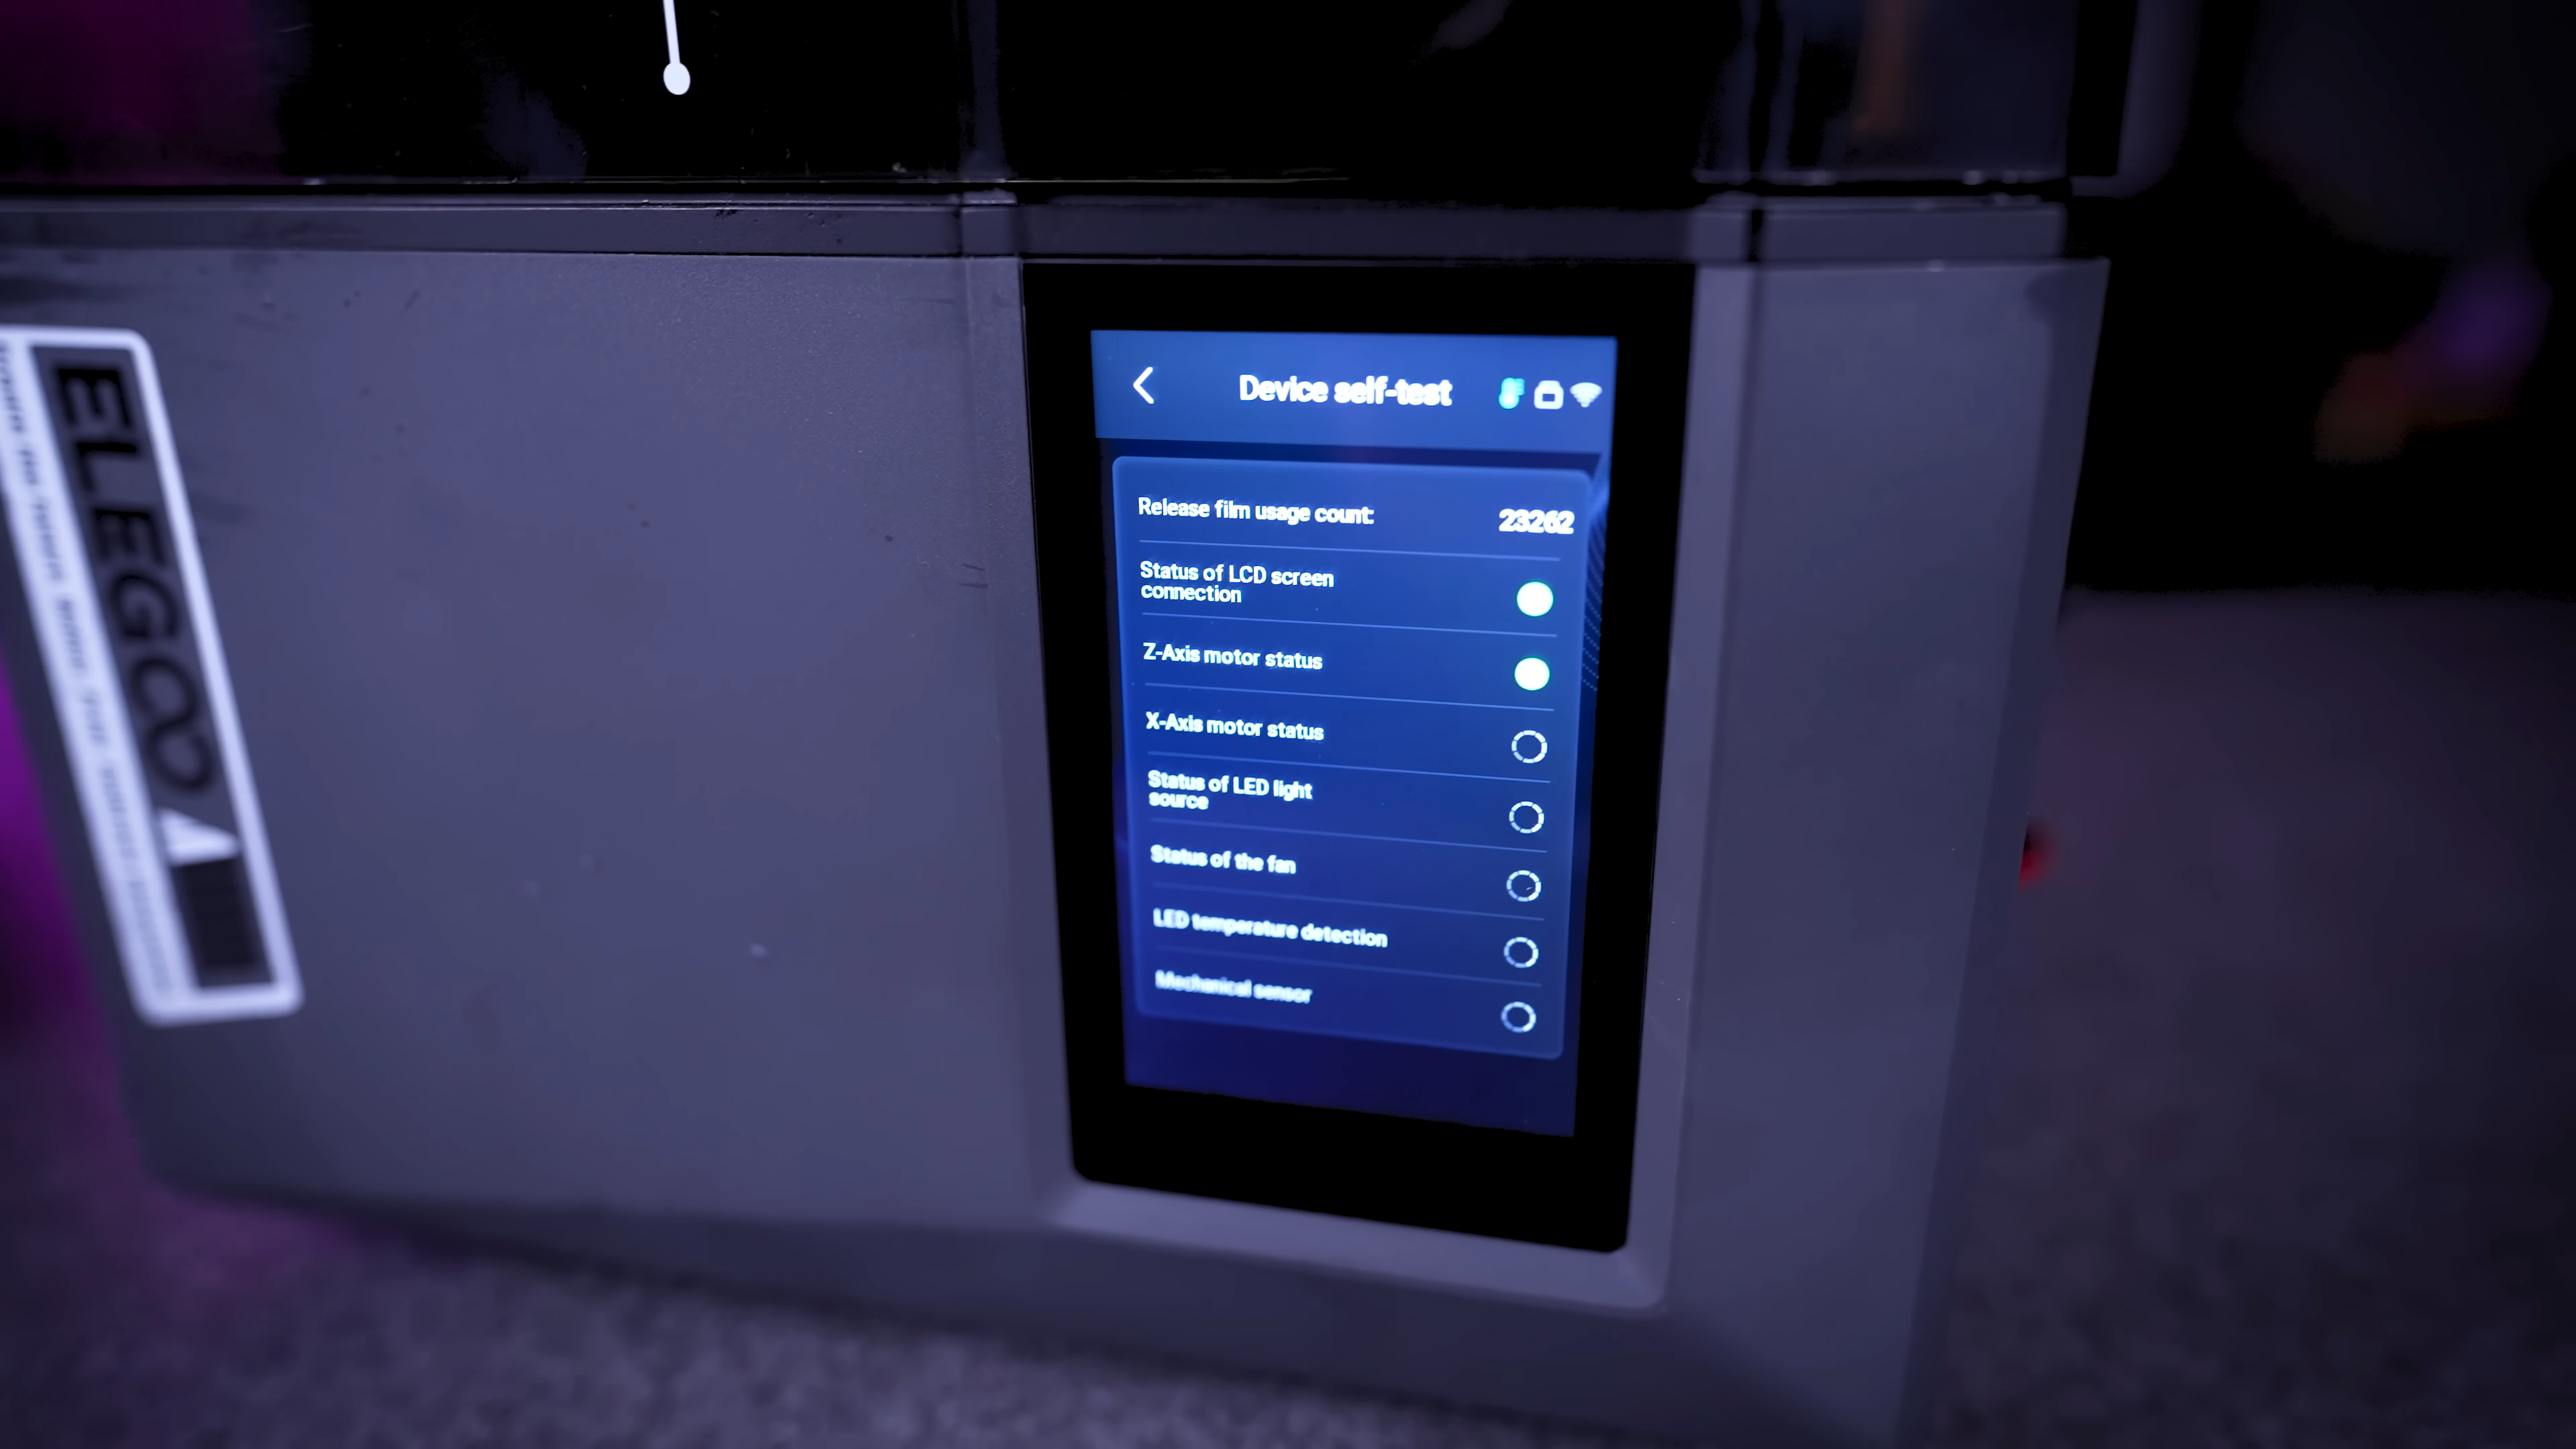 ELEGOO
Device self-test
Release film usage count: 23262
Status of LCD screen
connection
Z-Axis motor status
X-Axis motor status
Status of LED light
source
Status of the fan
LED temperature detection
Mechanical sensor